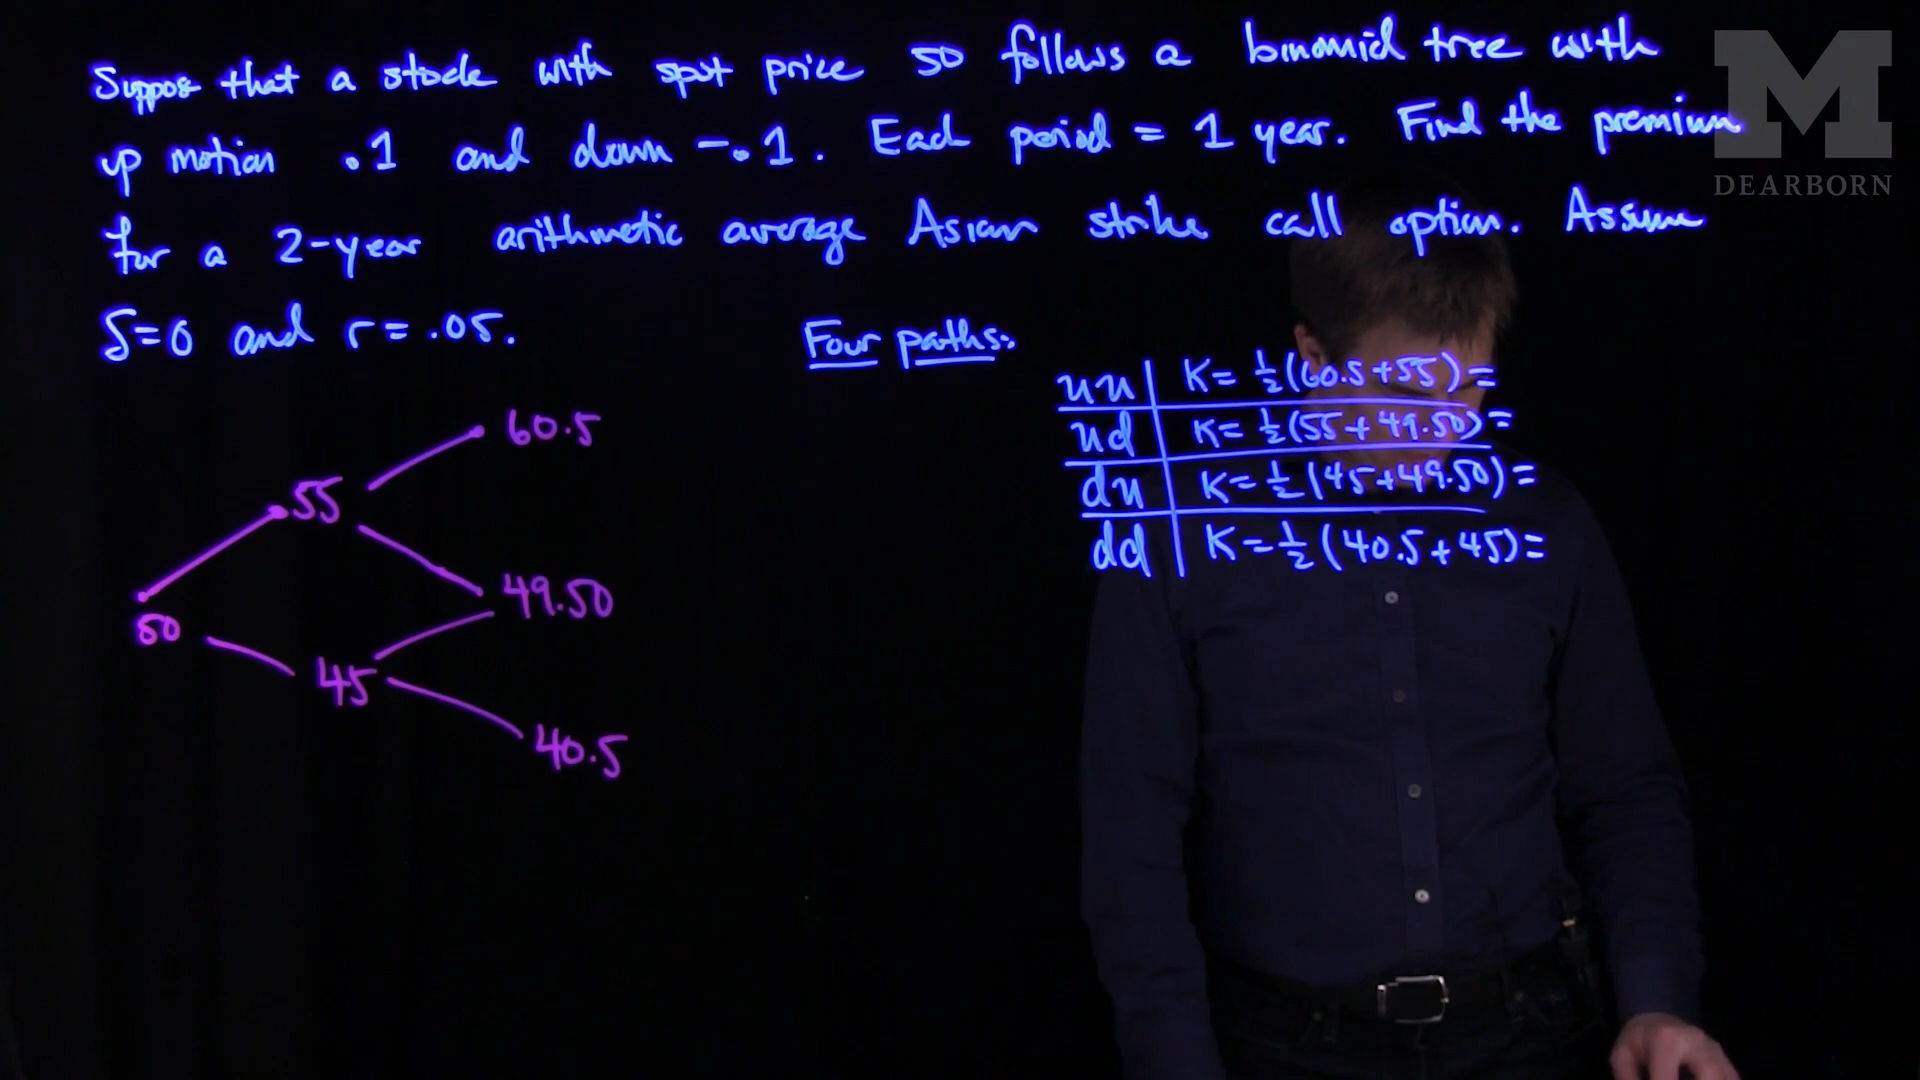 Suppose that a stock with spot price 50 follows a binomial tree with
up motion .1 and down -.1. Each period = 1 year. Find the premium
for a 2-year arithmetic average Asian strike call option. Assume
δ=0 and r=.05.
Four paths:
uu | K= ½(60.5+55)=
ud | K= ½(55+49.50)=
du | K= ½(45+49.50)=
dd | K= ½(40.5+45)=
60.5
55
49.50
50
45
40.5
M
DEARBORN